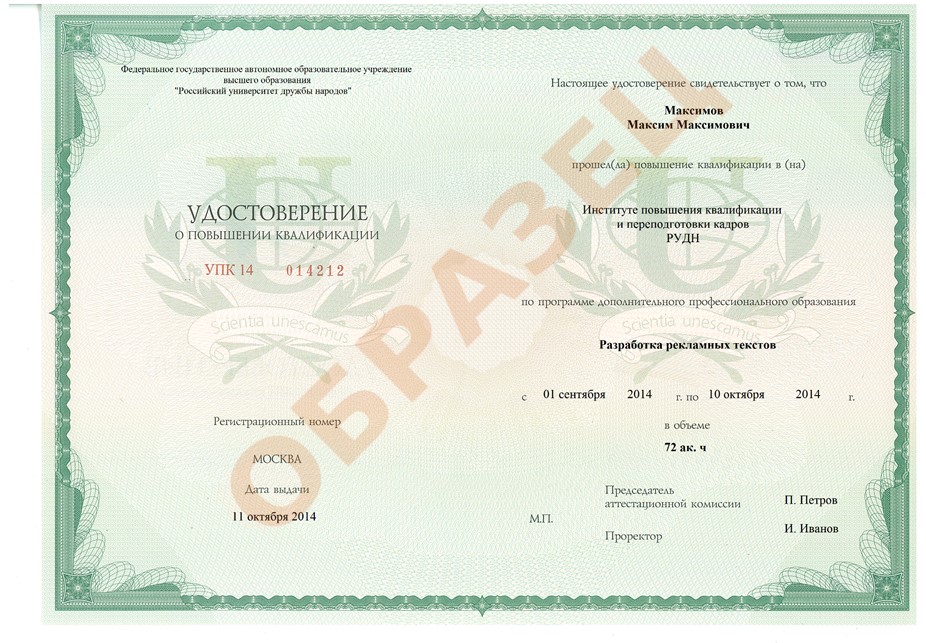 Федеральное государственное автономное образовательное учреждение
высшего образования
"Российский университет дружбы народов"
УДОСТОВЕРЕНИЕ
О ПОВЫШЕНИИ КВАЛИФИКАЦИИ
УПК 14 014212
Scientia unescamus
Регистрационный номер
МОСКВА
Дата выдачи
11 октября 2014
Настоящее удостоверение свидетельствует о том, что
Максимов
Максим Максимович
прошел(ла) повышение квалификации в (на)
Институте повышения квалификации
и переподготовки кадров
РУДН
по программе дополнительного профессионального образования
Scientia unescamus
Разработка рекламных текстов
с 01 сентября 2014 г. по 10 октября 2014 г.
в объеме
72 ак. ч
Председатель
аттестационной комиссии П. Петров
М.П.
Проректор И. Иванов
ОБРАЗЕЦ